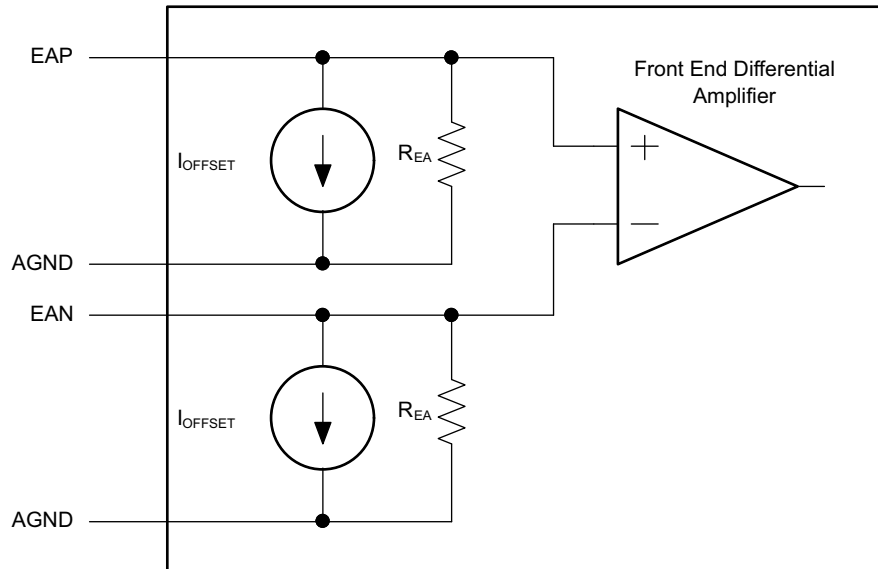 EAP
Front End Differential
Amplifier
IOFFSET
REA
+
−
AGND
EAN
IOFFSET
REA
AGND